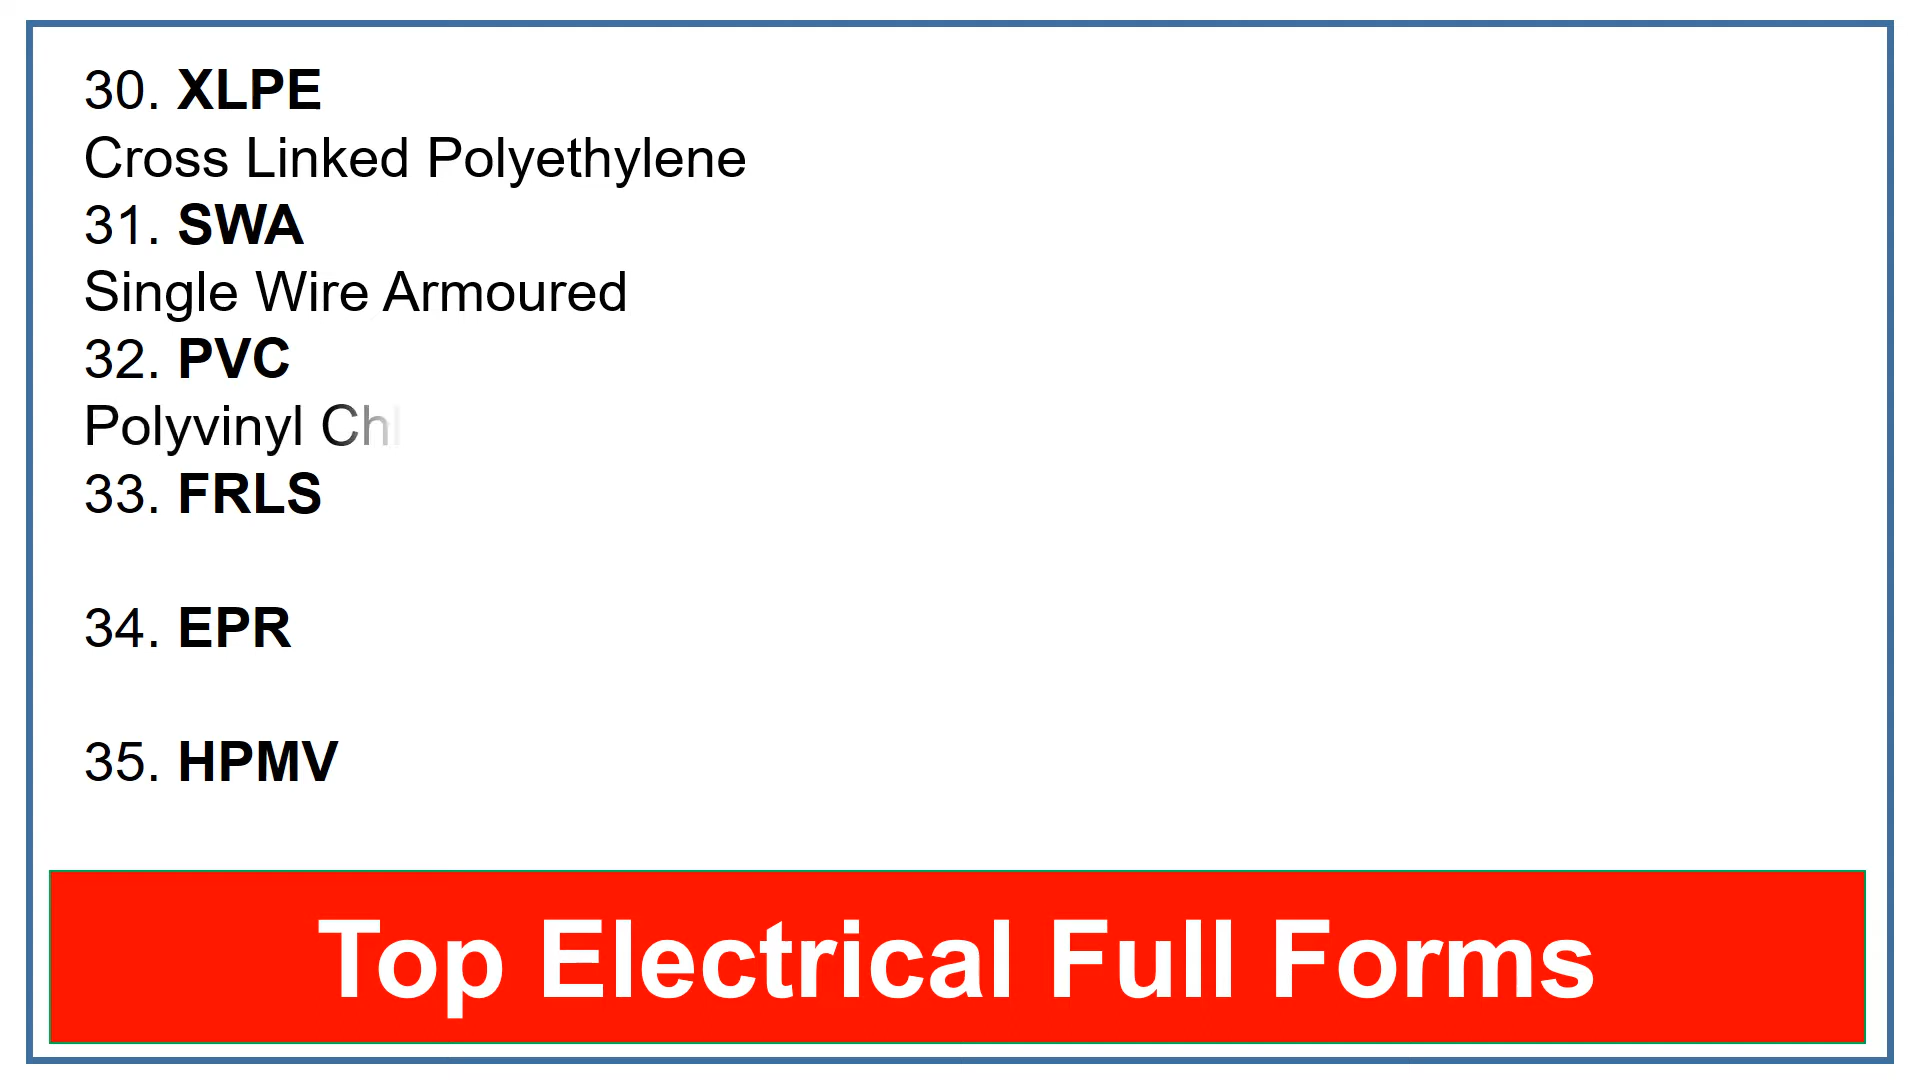 30. XLPE
Cross Linked Polyethylene
31. SWA
Single Wire Armoured
32. PVC
Polyvinyl Chl
33. FRLS
34. EPR
35. HPMV
Top Electrical Full Forms